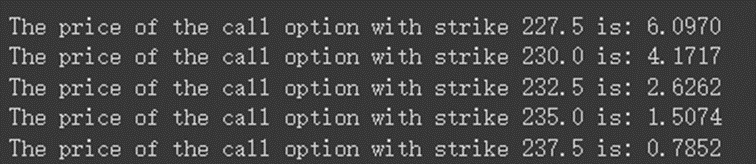 The price of the call option with strike 227.5 is: 6.0970
The price of the call option with strike 230.0 is: 4.1717
The price of the call option with strike 232.5 is: 2.6262
The price of the call option with strike 235.0 is: 1.5074
The price of the call option with strike 237.5 is: 0.7852